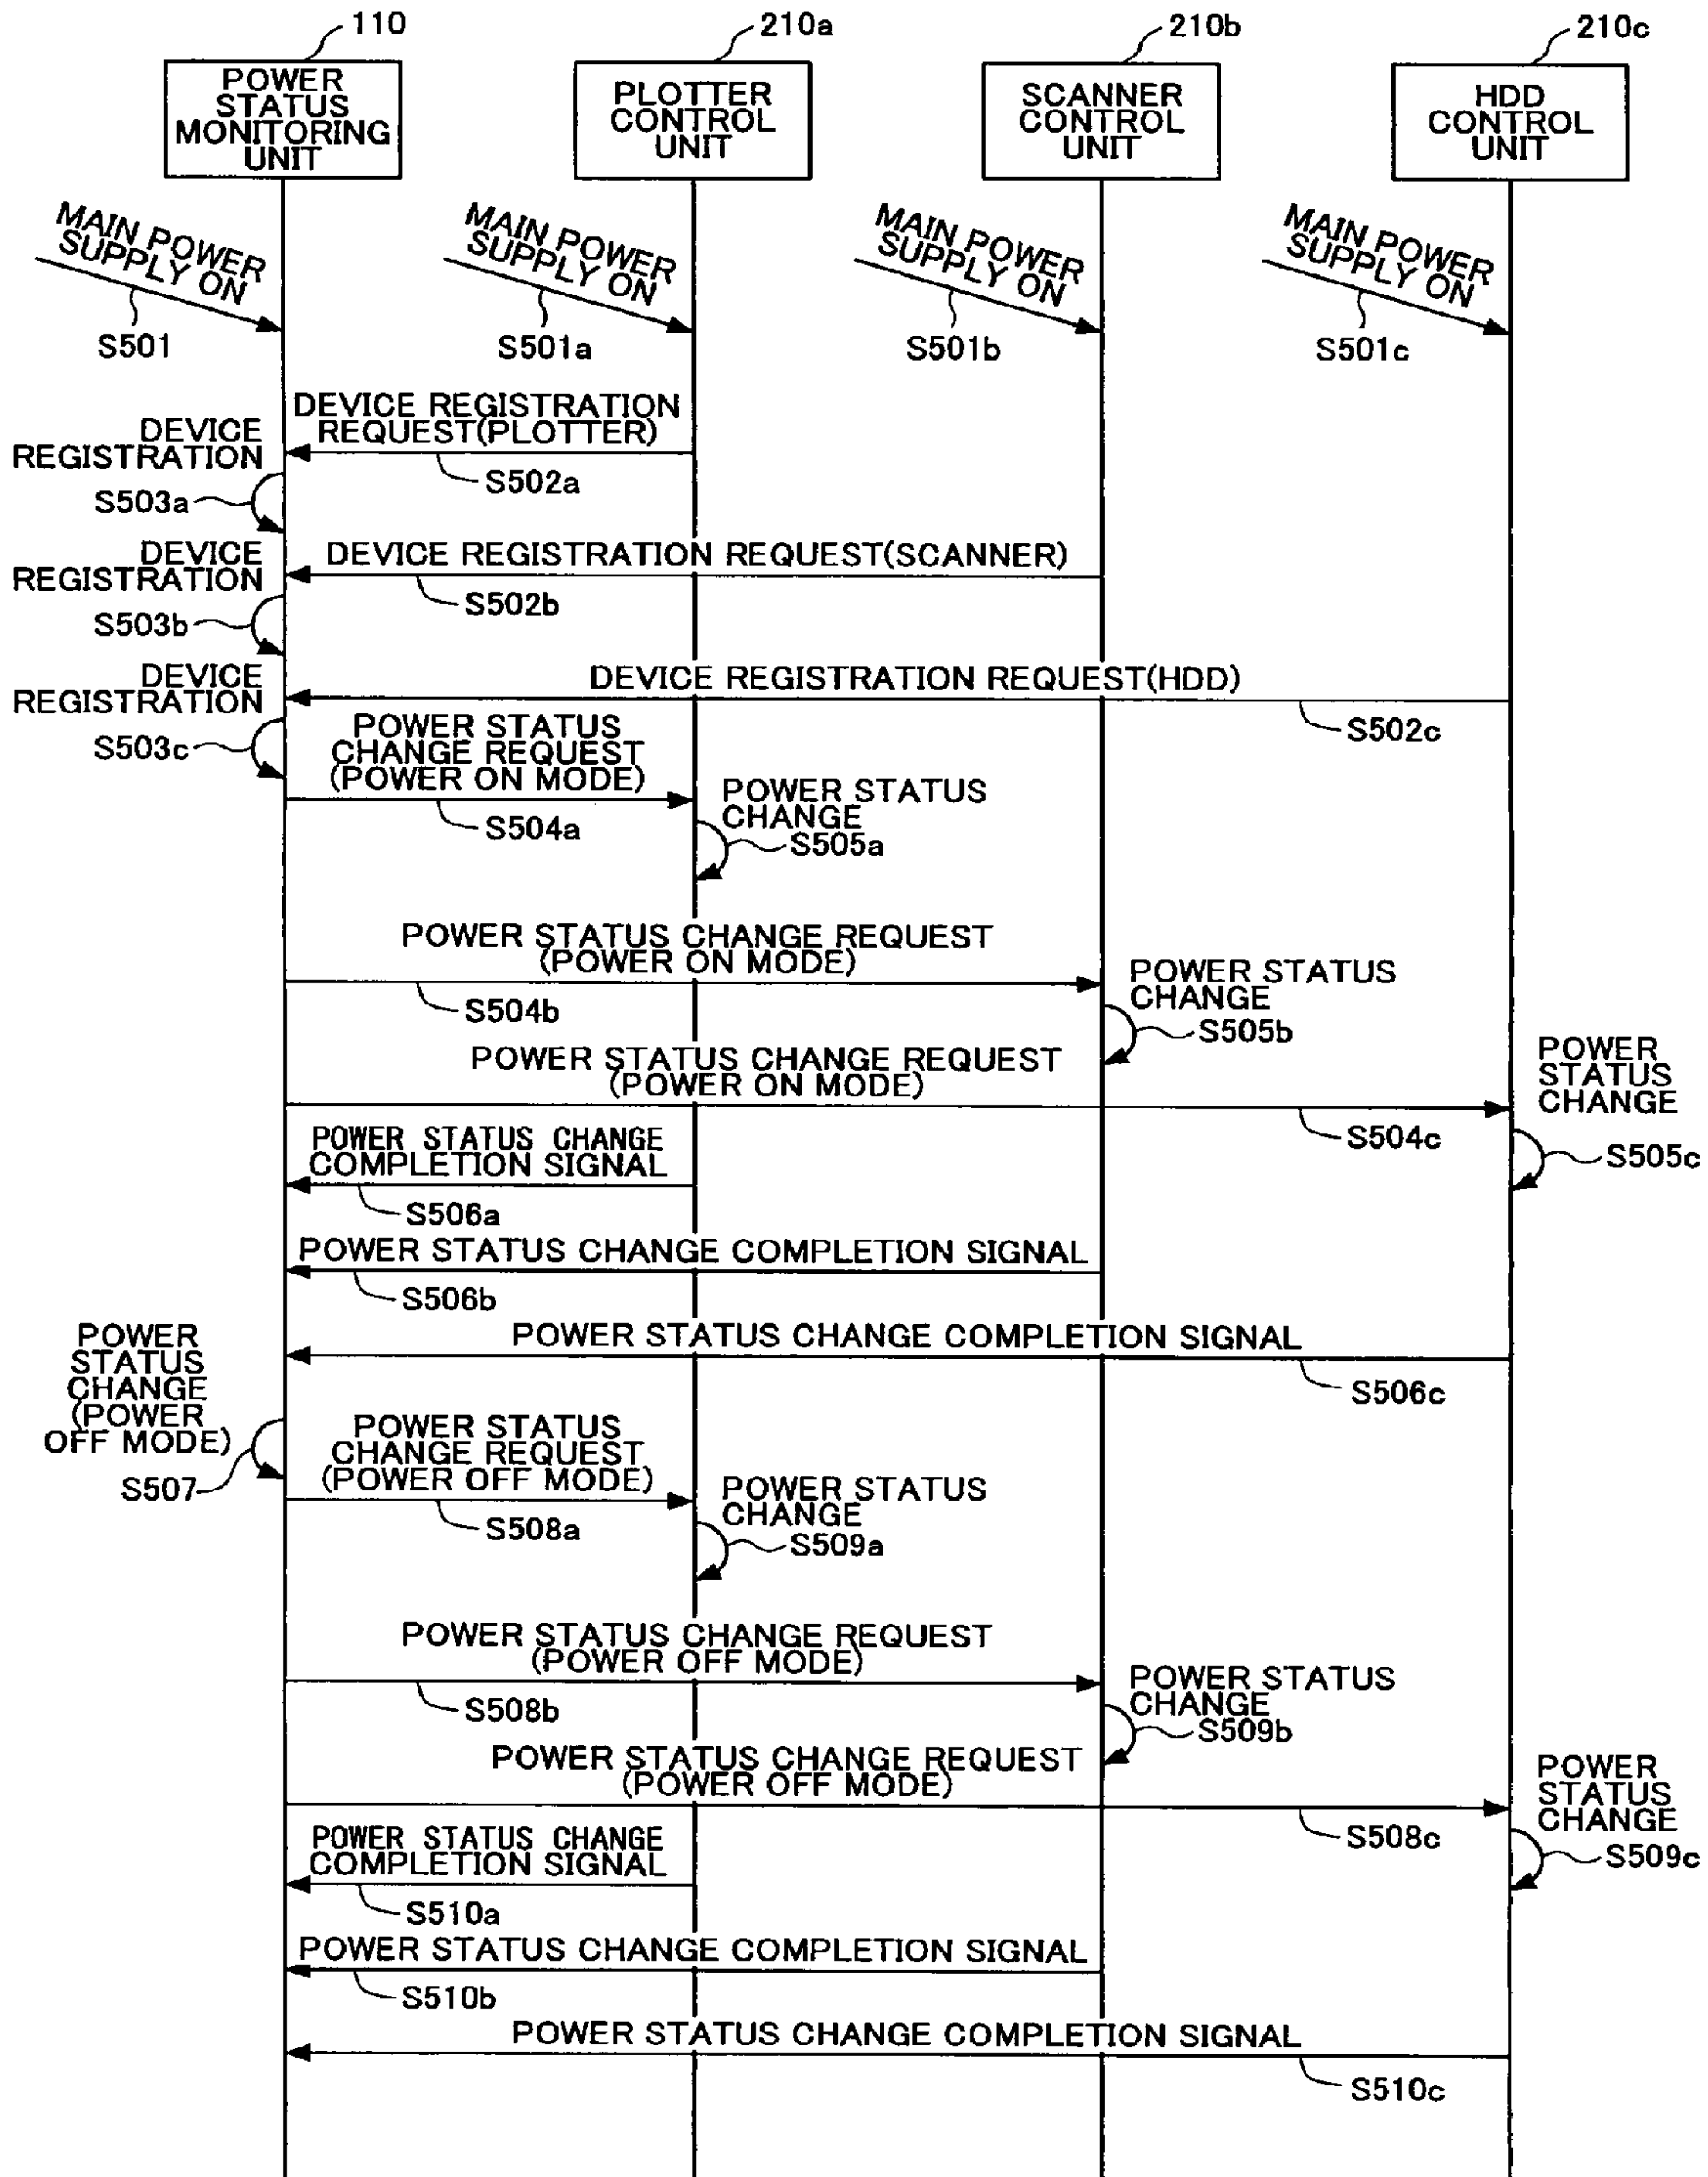 110
210a
210b
210c
POWER
STATUS
MONITORING
UNIT
PLOTTER
CONTROL
UNIT
SCANNER
CONTROL
UNIT
HDD
CONTROL
UNIT
MAIN POWER
SUPPLY ON
MAIN POWER
SUPPLY ON
MAIN POWER
SUPPLY ON
MAIN POWER
SUPPLY ON
S501
S501a
S501b
S501c
DEVICE REGISTRATION
REQUEST(PLOTTER)
DEVICE
REGISTRATION
S502a
S503a
DEVICE REGISTRATION REQUEST(SCANNER)
DEVICE
REGISTRATION
S502b
S503b
DEVICE REGISTRATION REQUEST(HDD)
DEVICE
REGISTRATION
S502c
S503c
POWER STATUS
CHANGE REQUEST
(POWER ON MODE)
S504a
POWER STATUS
CHANGE
S505a
POWER STATUS CHANGE REQUEST
(POWER ON MODE)
S504b
POWER STATUS
CHANGE
S505b
POWER STATUS CHANGE REQUEST
(POWER ON MODE)
S504c
POWER
STATUS
CHANGE
S505c
POWER STATUS CHANGE
COMPLETION SIGNAL
S506a
POWER STATUS CHANGE COMPLETION SIGNAL
S506b
POWER STATUS CHANGE COMPLETION SIGNAL
S506c
POWER
STATUS
CHANGE
(POWER
OFF MODE)
S507
POWER STATUS
CHANGE REQUEST
(POWER OFF MODE)
S508a
POWER STATUS
CHANGE
S509a
POWER STATUS CHANGE REQUEST
(POWER OFF MODE)
S508b
POWER STATUS
CHANGE
S509b
POWER STATUS CHANGE REQUEST
(POWER OFF MODE)
S508c
POWER
STATUS
CHANGE
S509c
POWER STATUS CHANGE
COMPLETION SIGNAL
S510a
POWER STATUS CHANGE COMPLETION SIGNAL
S510b
POWER STATUS CHANGE COMPLETION SIGNAL
S510c